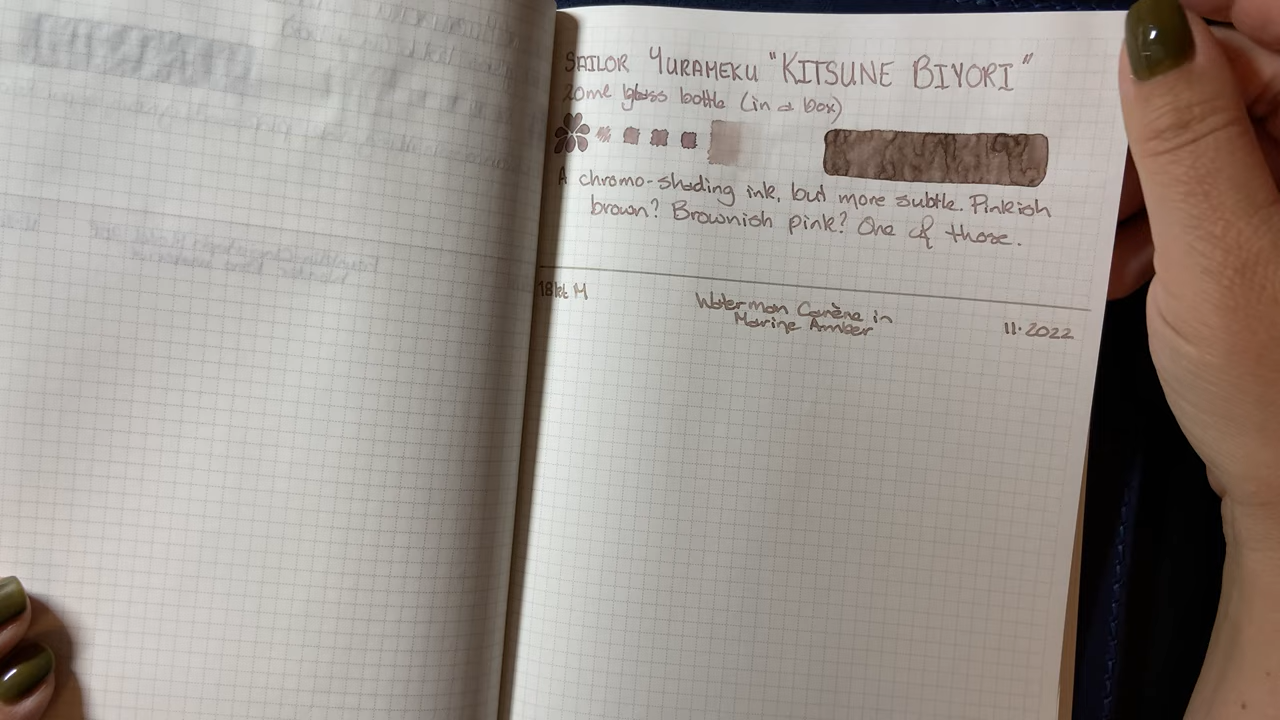 SAILOR YURAMEKU "KITSUNE BIYORI"
20ml glass bottle (in a box)
A chromo-shading ink, but more subtle. Pinkish
brown? Brownish pink? One of those.
18kt M
Waterman Carène in
Marine Amber
11.2022